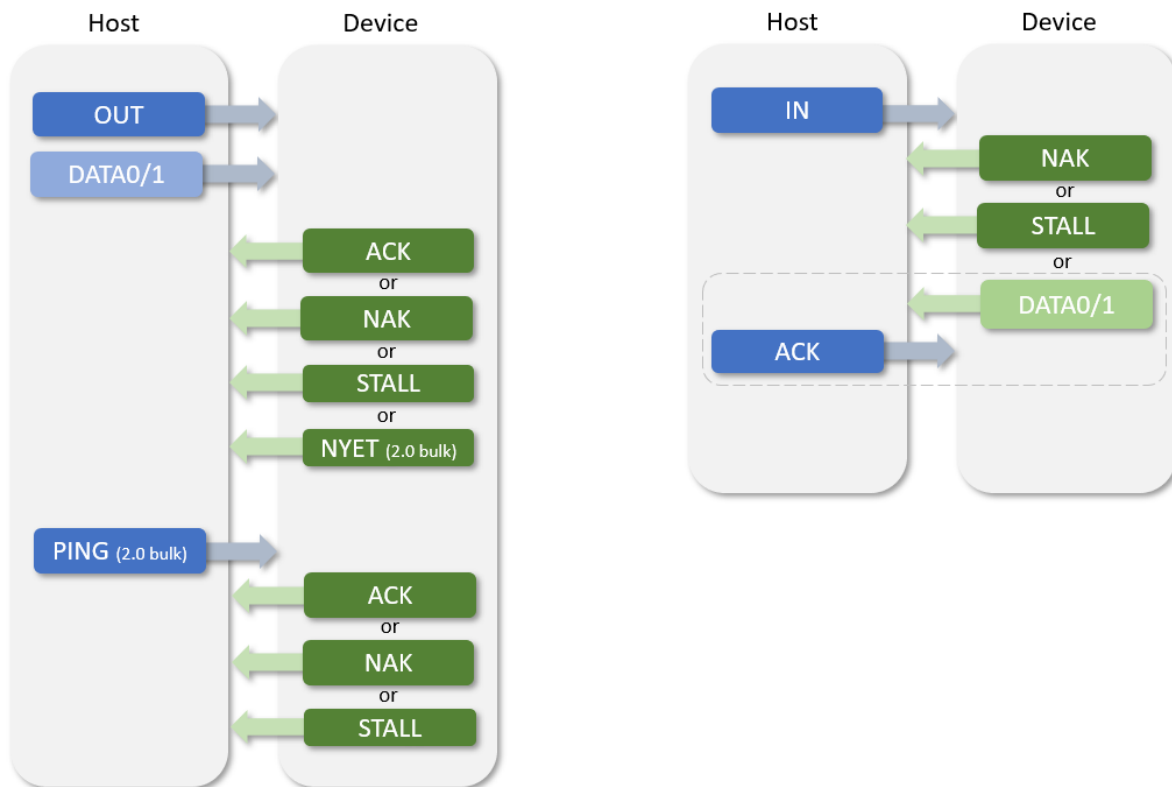 Host
Device
OUT
DATA0/1
ACK
or
NAK
or
STALL
or
NYET (2.0 bulk)
PING (2.0 bulk)
ACK
or
NAK
or
STALL
Host
Device
IN
NAK
or
STALL
or
DATA0/1
ACK